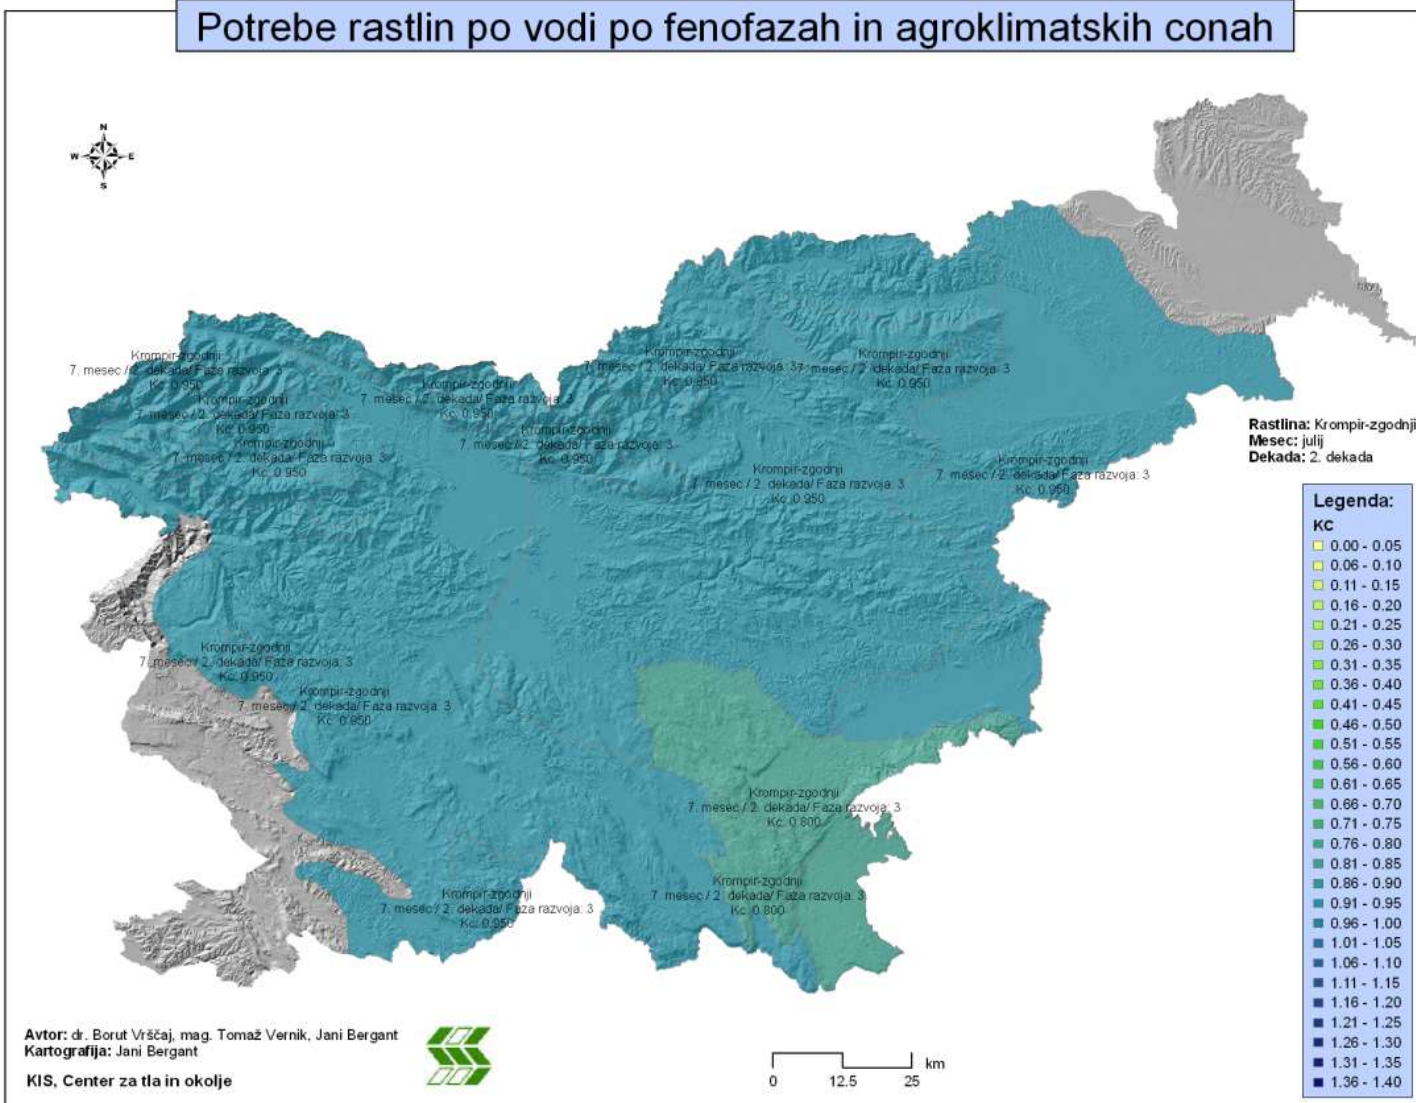 Potrebe rastlin po vodi po fenofazah in agroklimatskih conah
N
W E
S
Krompir-zgodnji
7. mesec / 2. dekada/ Faza razvoja: 3
Kc: 0.950
Krompir-zgodnji
7. mesec / 2. dekada/ Faza razvoja: 3
Kc: 0.950
Krompir-zgodnji
7. mesec / 2. dekada/ Faza razvoja: 3
Kc: 0.950
Krompir-zgodnji
7. mesec / 2. dekada/ Faza razvoja: 3
Kc: 0.950
Krompir-zgodnji
7. mesec / 2. dekada/ Faza razvoja: 3
Kc: 0.950
Krompir-zgodnji
7. mesec / 2. dekada/ Faza razvoja: 3
Kc: 0.950
Krompir-zgodnji
7. mesec / 2. dekada/ Faza razvoja: 3
Kc: 0.950
Krompir-zgodnji
7. mesec / 2. dekada/ Faza razvoja: 3
Kc: 0.950
Krompir-zgodnji
7. mesec / 2. dekada/ Faza razvoja: 3
Kc: 0.950
Krompir-zgodnji
7. mesec / 2. dekada/ Faza razvoja: 3
Kc: 0.950
Krompir-zgodnji
7. mesec / 2. dekada/ Faza razvoja: 3
Kc: 0.950
Krompir-zgodnji
7. mesec / 2. dekada/ Faza razvoja: 3
Kc: 0.800
Krompir-zgodnji
7. mesec / 2. dekada/ Faza razvoja: 3
Kc: 0.800
Krompir-zgodnji
7. mesec / 2. dekada/ Faza razvoja: 3
Kc: 0.950
Rastlina: Krompir-zgodnji
Mesec: julij
Dekada: 2. dekada
Legenda:
KC
0.00 - 0.05
0.06 - 0.10
0.11 - 0.15
0.16 - 0.20
0.21 - 0.25
0.26 - 0.30
0.31 - 0.35
0.36 - 0.40
0.41 - 0.45
0.46 - 0.50
0.51 - 0.55
0.56 - 0.60
0.61 - 0.65
0.66 - 0.70
0.71 - 0.75
0.76 - 0.80
0.81 - 0.85
0.86 - 0.90
0.91 - 0.95
0.96 - 1.00
1.01 - 1.05
1.06 - 1.10
1.11 - 1.15
1.16 - 1.20
1.21 - 1.25
1.26 - 1.30
1.31 - 1.35
1.36 - 1.40
Avtor: dr. Borut Vrščaj, mag. Tomaž Vernik, Jani Bergant
Kartografija: Jani Bergant
KIS, Center za tla in okolje
km
0 12.5 25